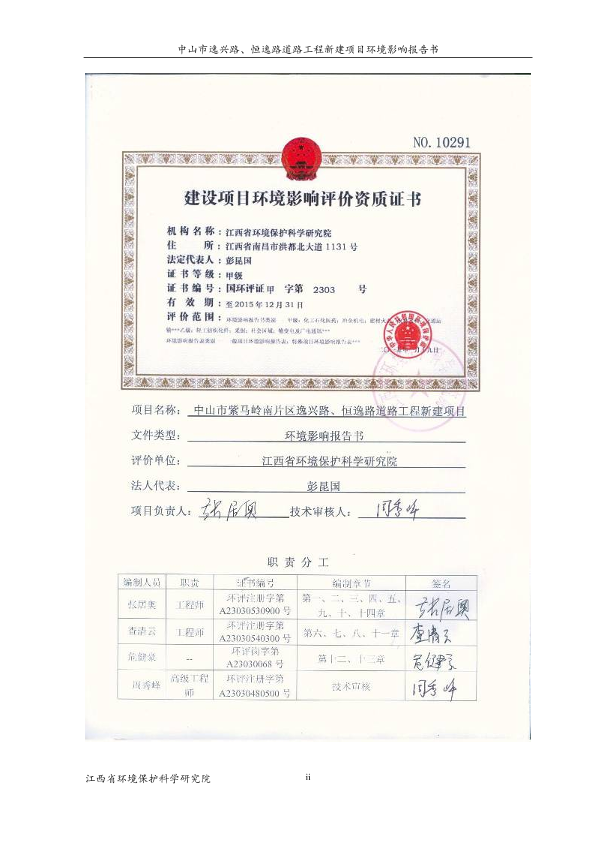 中山市逸兴路、恒逸路道路工程新建项目环境影响报告书
NO.10291
建设项目环境影响评价资质证书
机构名称：江西省环境保护科学研究院
住 所：江西省南昌市洪都北大道1131号
法定代表人：彭昆国
证书等级：甲级
证书编号：国环评证 甲 字第 2303 号
有效期：至2015年12月31日
评价范围：环境影响报告书类别
项目名称： 中山市紫马岭南片区逸兴路、恒逸路道路工程新建项目
文件类型： 环境影响报告书
评价单位： 江西省环境保护科学研究院
法人代表： 彭昆国
项目负责人： 技术审核人：
职责分工
编制人员 职责 证书编号 编制章节 签名
张居奥 工程师 环评注册字第A23030530900号 第一、二、三、四、五、九、十、十四章
工程师 环评注册字第A23030540300号 第六、七、八、十一章
-- 环评岗字第A23030068号 第十二、十三章
周秀峰 高级工程师 环评注册字第A23030480500号 技术审核
江西省环境保护科学研究院
ii